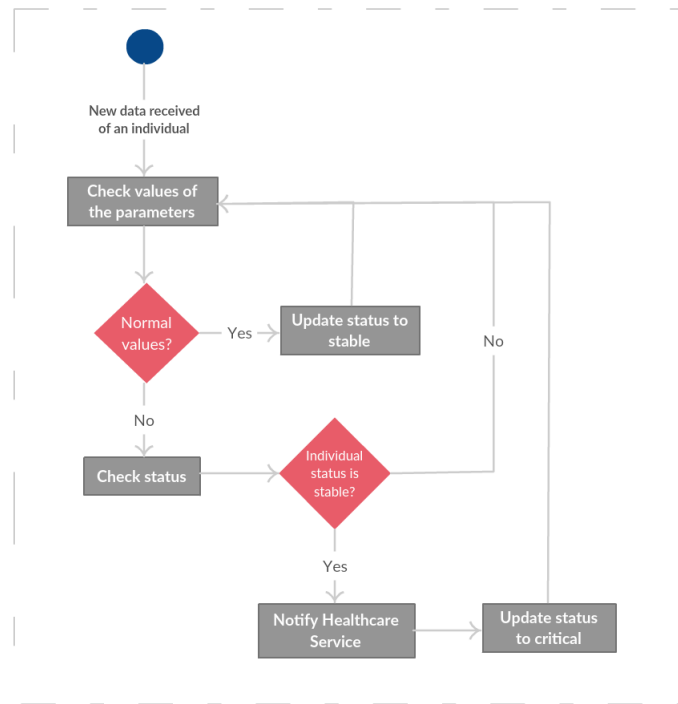 New data received
of an individual
Check values of
the parameters
Normal
values?
Yes
Update status to
stable
No
No
Check status
Individual
status is
stable?
Yes
Notify Healthcare
Service
Update status
to critical